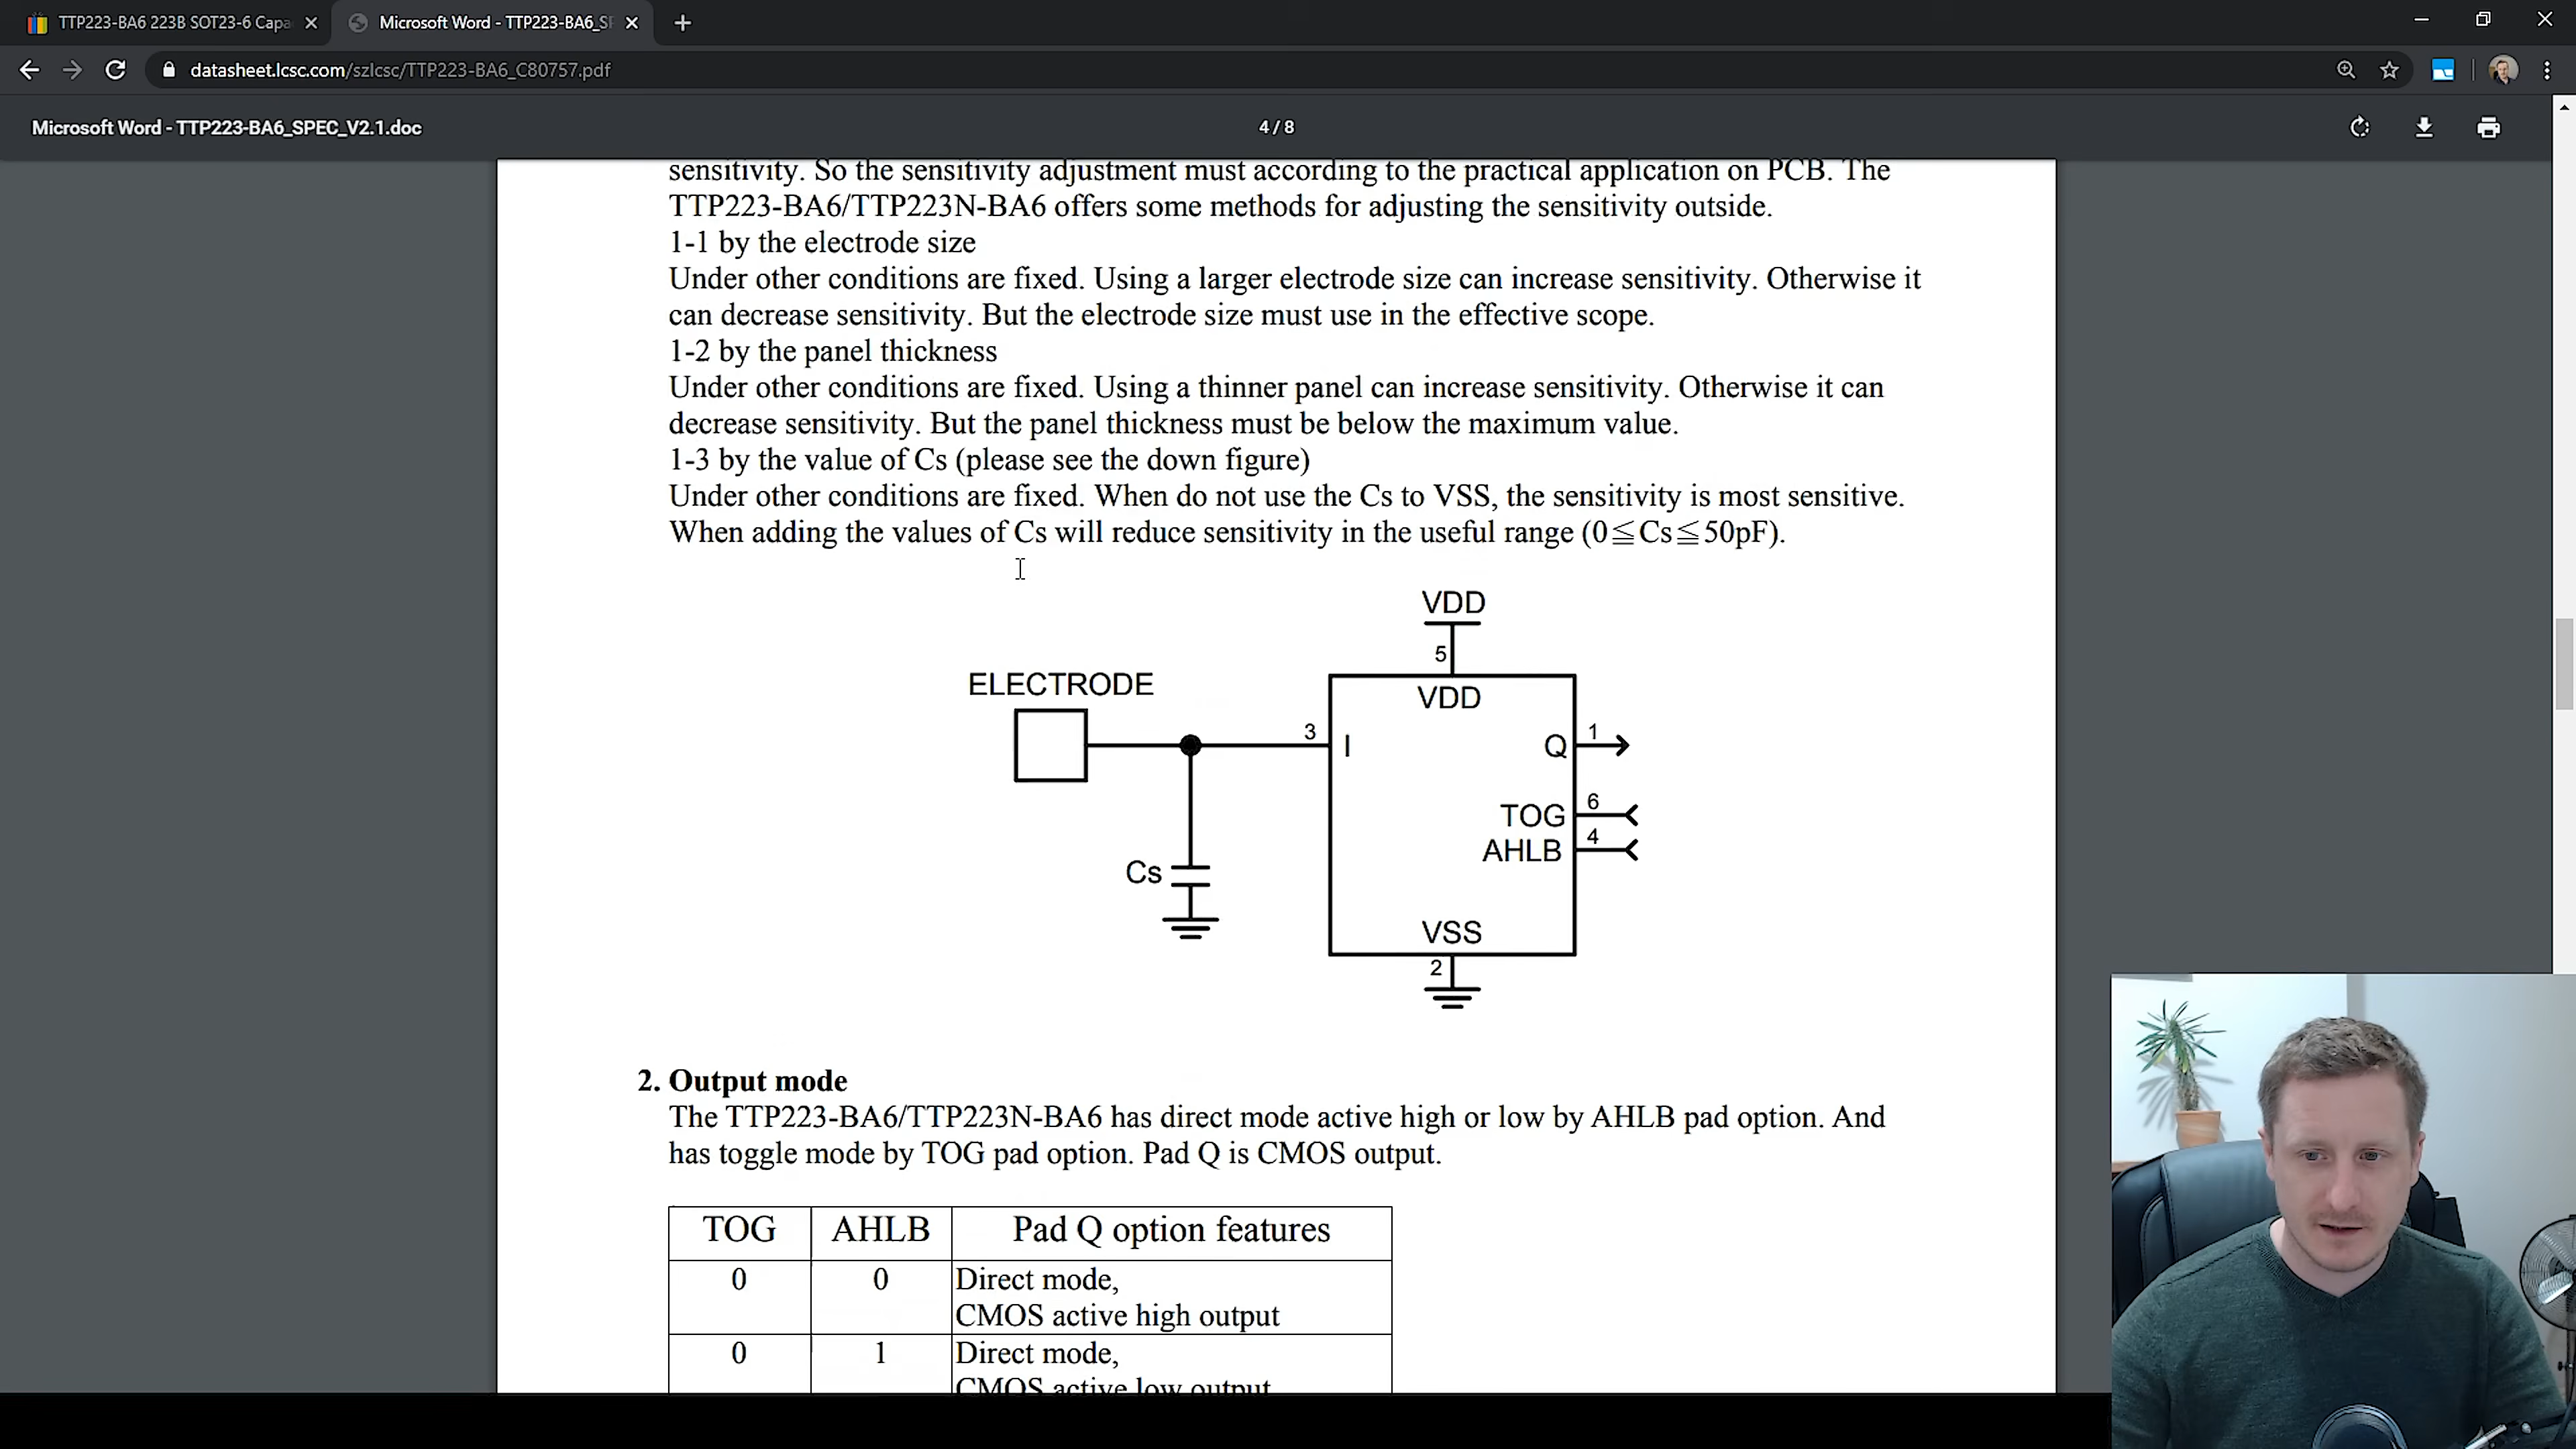 TTP223-BA6 223B SOT23-6 Capa
Microsoft Word - TTP223-BA6_SP
datasheet.lcsc.com/szlcsc/TTP223-BA6_C80757.pdf
Microsoft Word - TTP223-BA6_SPEC_V2.1.doc
4 / 8
sensitivity. So the sensitivity adjustment must according to the practical application on PCB. The
TTP223-BA6/TTP223N-BA6 offers some methods for adjusting the sensitivity outside.
1-1 by the electrode size
Under other conditions are fixed. Using a larger electrode size can increase sensitivity. Otherwise it
can decrease sensitivity. But the electrode size must use in the effective scope.
1-2 by the panel thickness
Under other conditions are fixed. Using a thinner panel can increase sensitivity. Otherwise it can
decrease sensitivity. But the panel thickness must be below the maximum value.
1-3 by the value of Cs (please see the down figure)
Under other conditions are fixed. When do not use the Cs to VSS, the sensitivity is most sensitive.
When adding the values of Cs will reduce sensitivity in the useful range (0≦Cs≦50pF).
VDD
5
ELECTRODE
VDD
3
I
Q
1
TOG
6
AHLB
4
Cs
VSS
2
2. Output mode
The TTP223-BA6/TTP223N-BA6 has direct mode active high or low by AHLB pad option. And
has toggle mode by TOG pad option. Pad Q is CMOS output.
TOG AHLB Pad Q option features
0 0 Direct mode,
CMOS active high output
0 1 Direct mode,
CMOS active low output